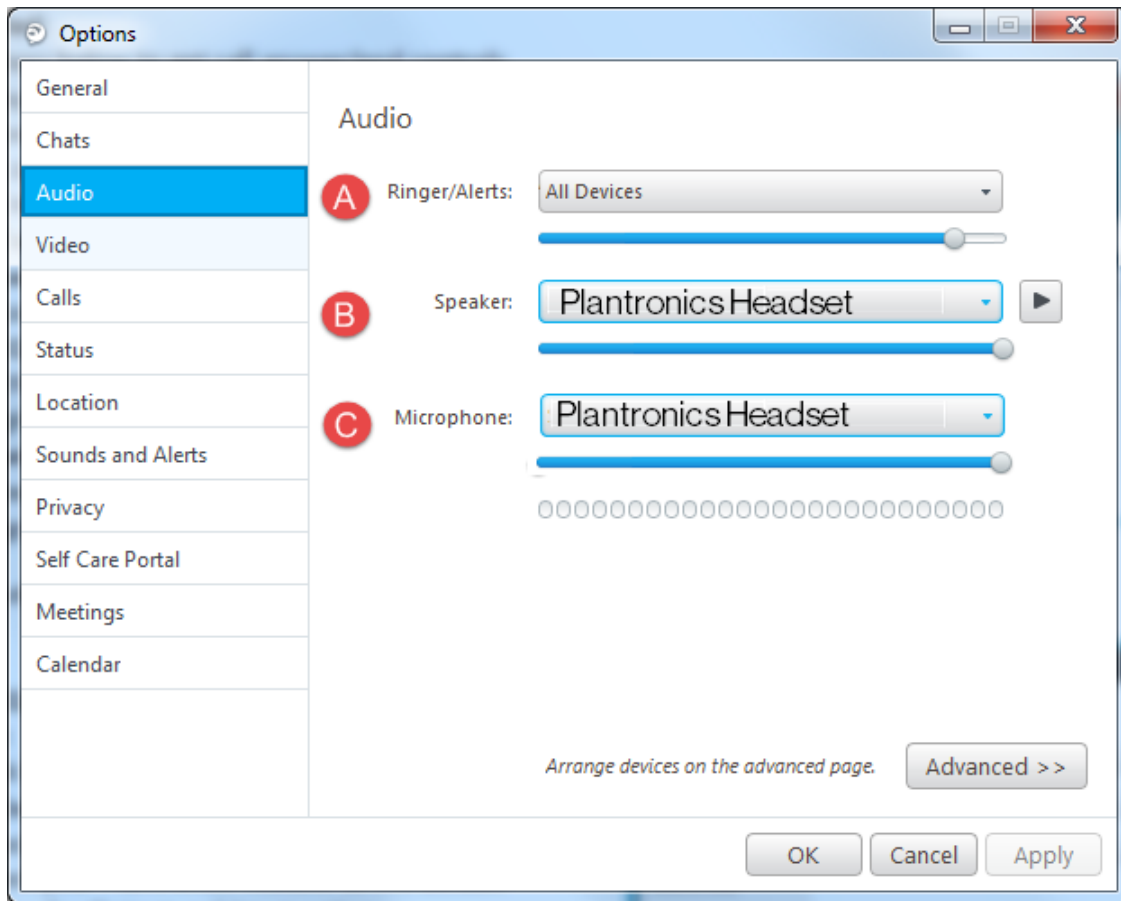 Options
General
Chats
Audio
Video
Calls
Status
Location
Sounds and Alerts
Privacy
Self Care Portal
Meetings
Calendar
Audio
A Ringer/Alerts: All Devices
B Speaker: Plantronics Headset
C Microphone: Plantronics Headset
Arrange devices on the advanced page. Advanced >>
OK Cancel Apply